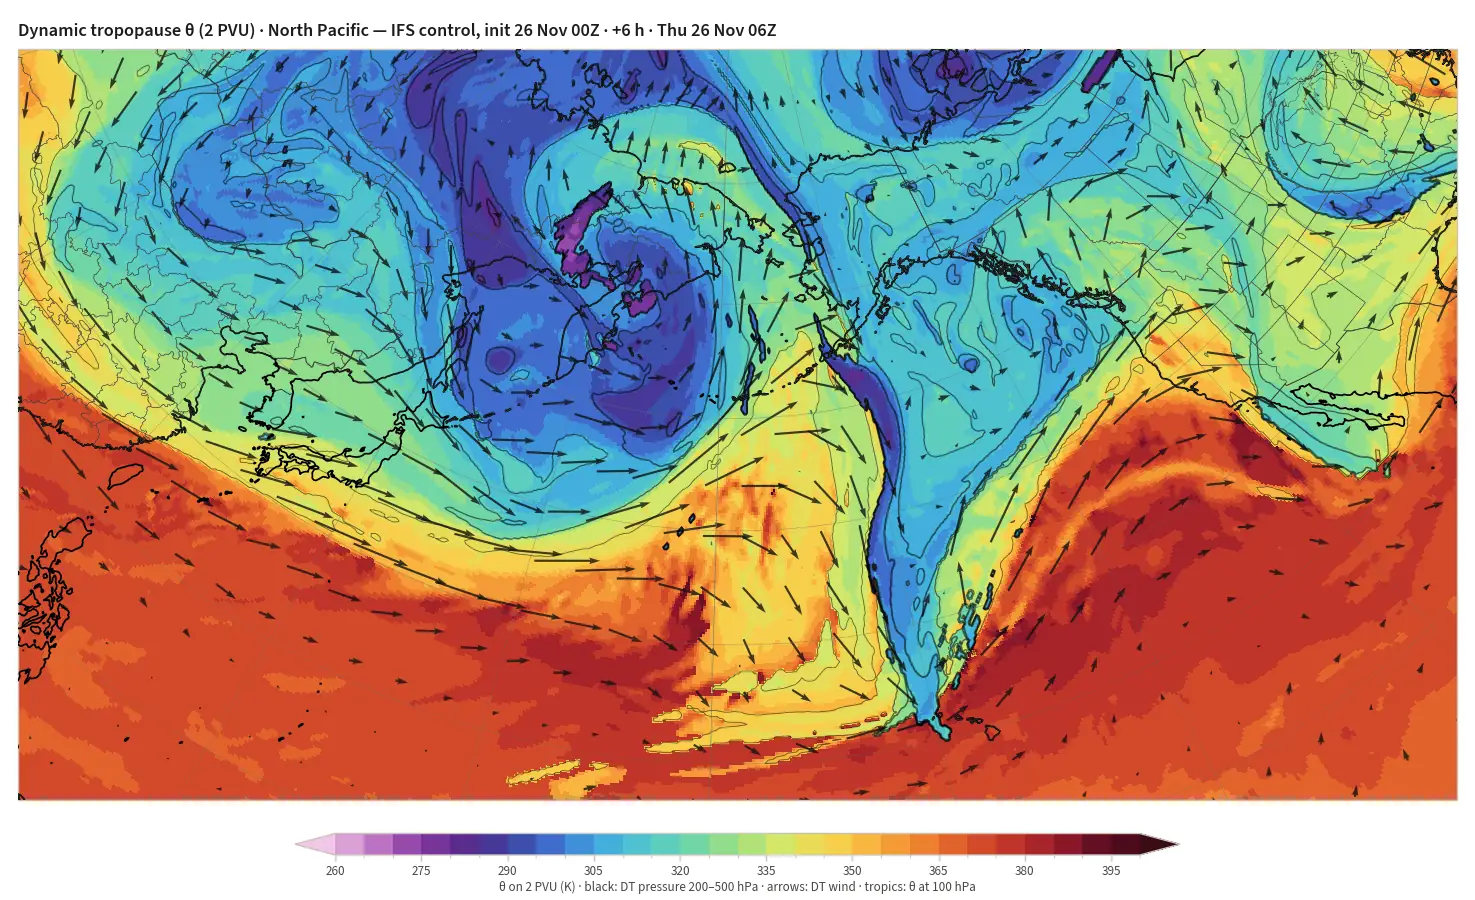 Dynamic tropopause θ (2 PVU) · North Pacific — IFS control, init 26 Nov 00Z · +6 h · Thu 26 Nov 06Z
260 275 290 305 320 335 350 365 380 395
θ on 2 PVU (K) · black: DT pressure 200–500 hPa · arrows: DT wind · tropics: θ at 100 hPa